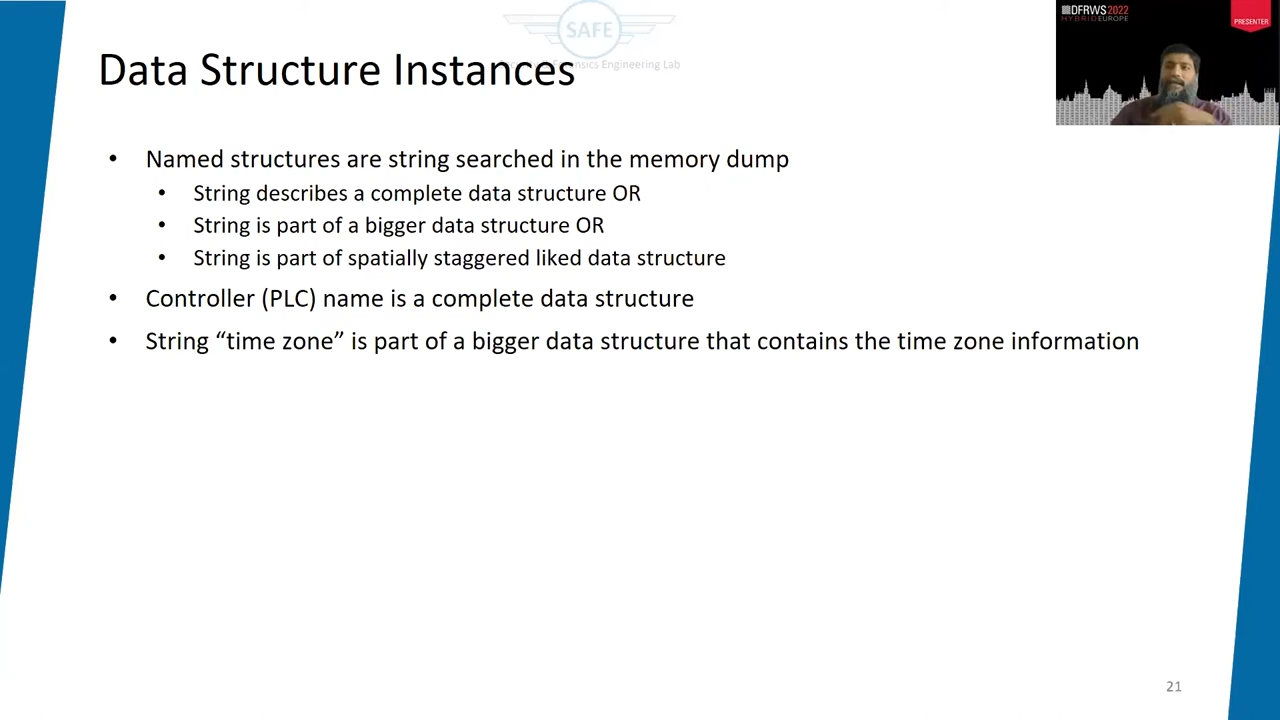 SAFE
Security & Forensics Engineering Lab
Data Structure Instances
DFRWS 2022
HYBRID EUROPE
PRESENTER
• Named structures are string searched in the memory dump
• String describes a complete data structure OR
• String is part of a bigger data structure OR
• String is part of spatially staggered liked data structure
• Controller (PLC) name is a complete data structure
• String “time zone” is part of a bigger data structure that contains the time zone information
21